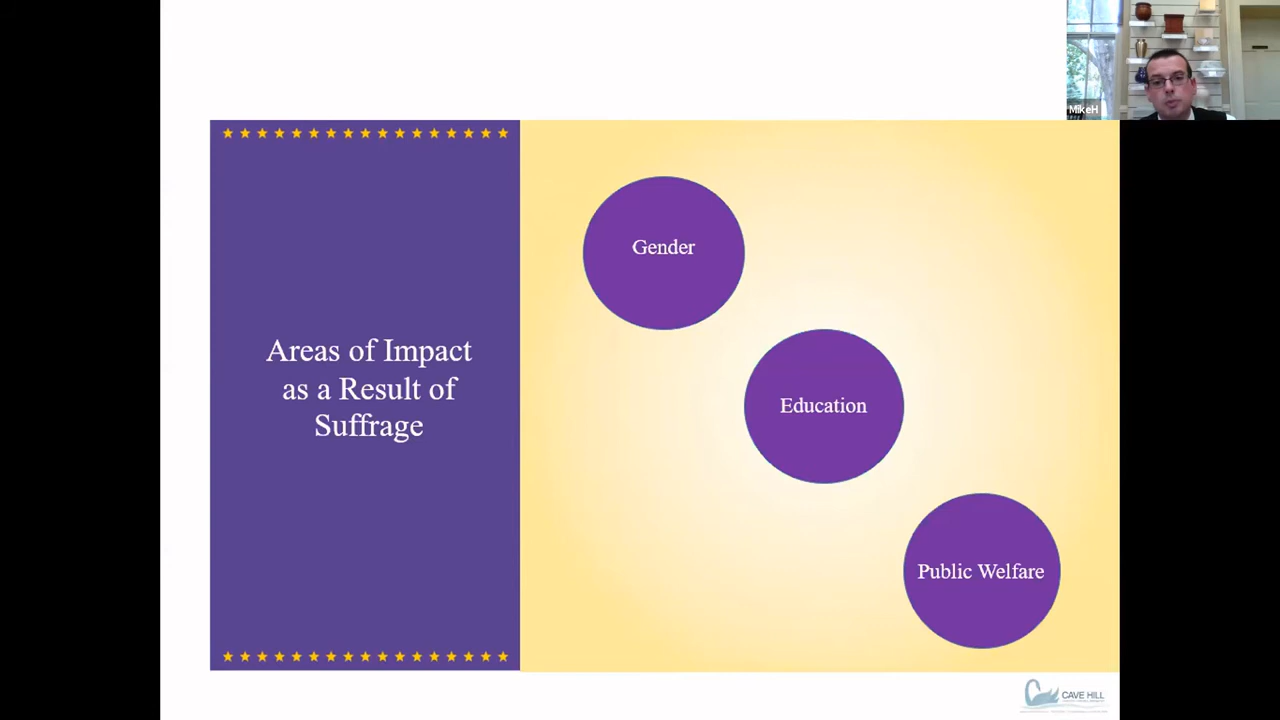 MikeH
Areas of Impact
as a Result of
Suffrage
Gender
Education
Public Welfare
CAVE HILL